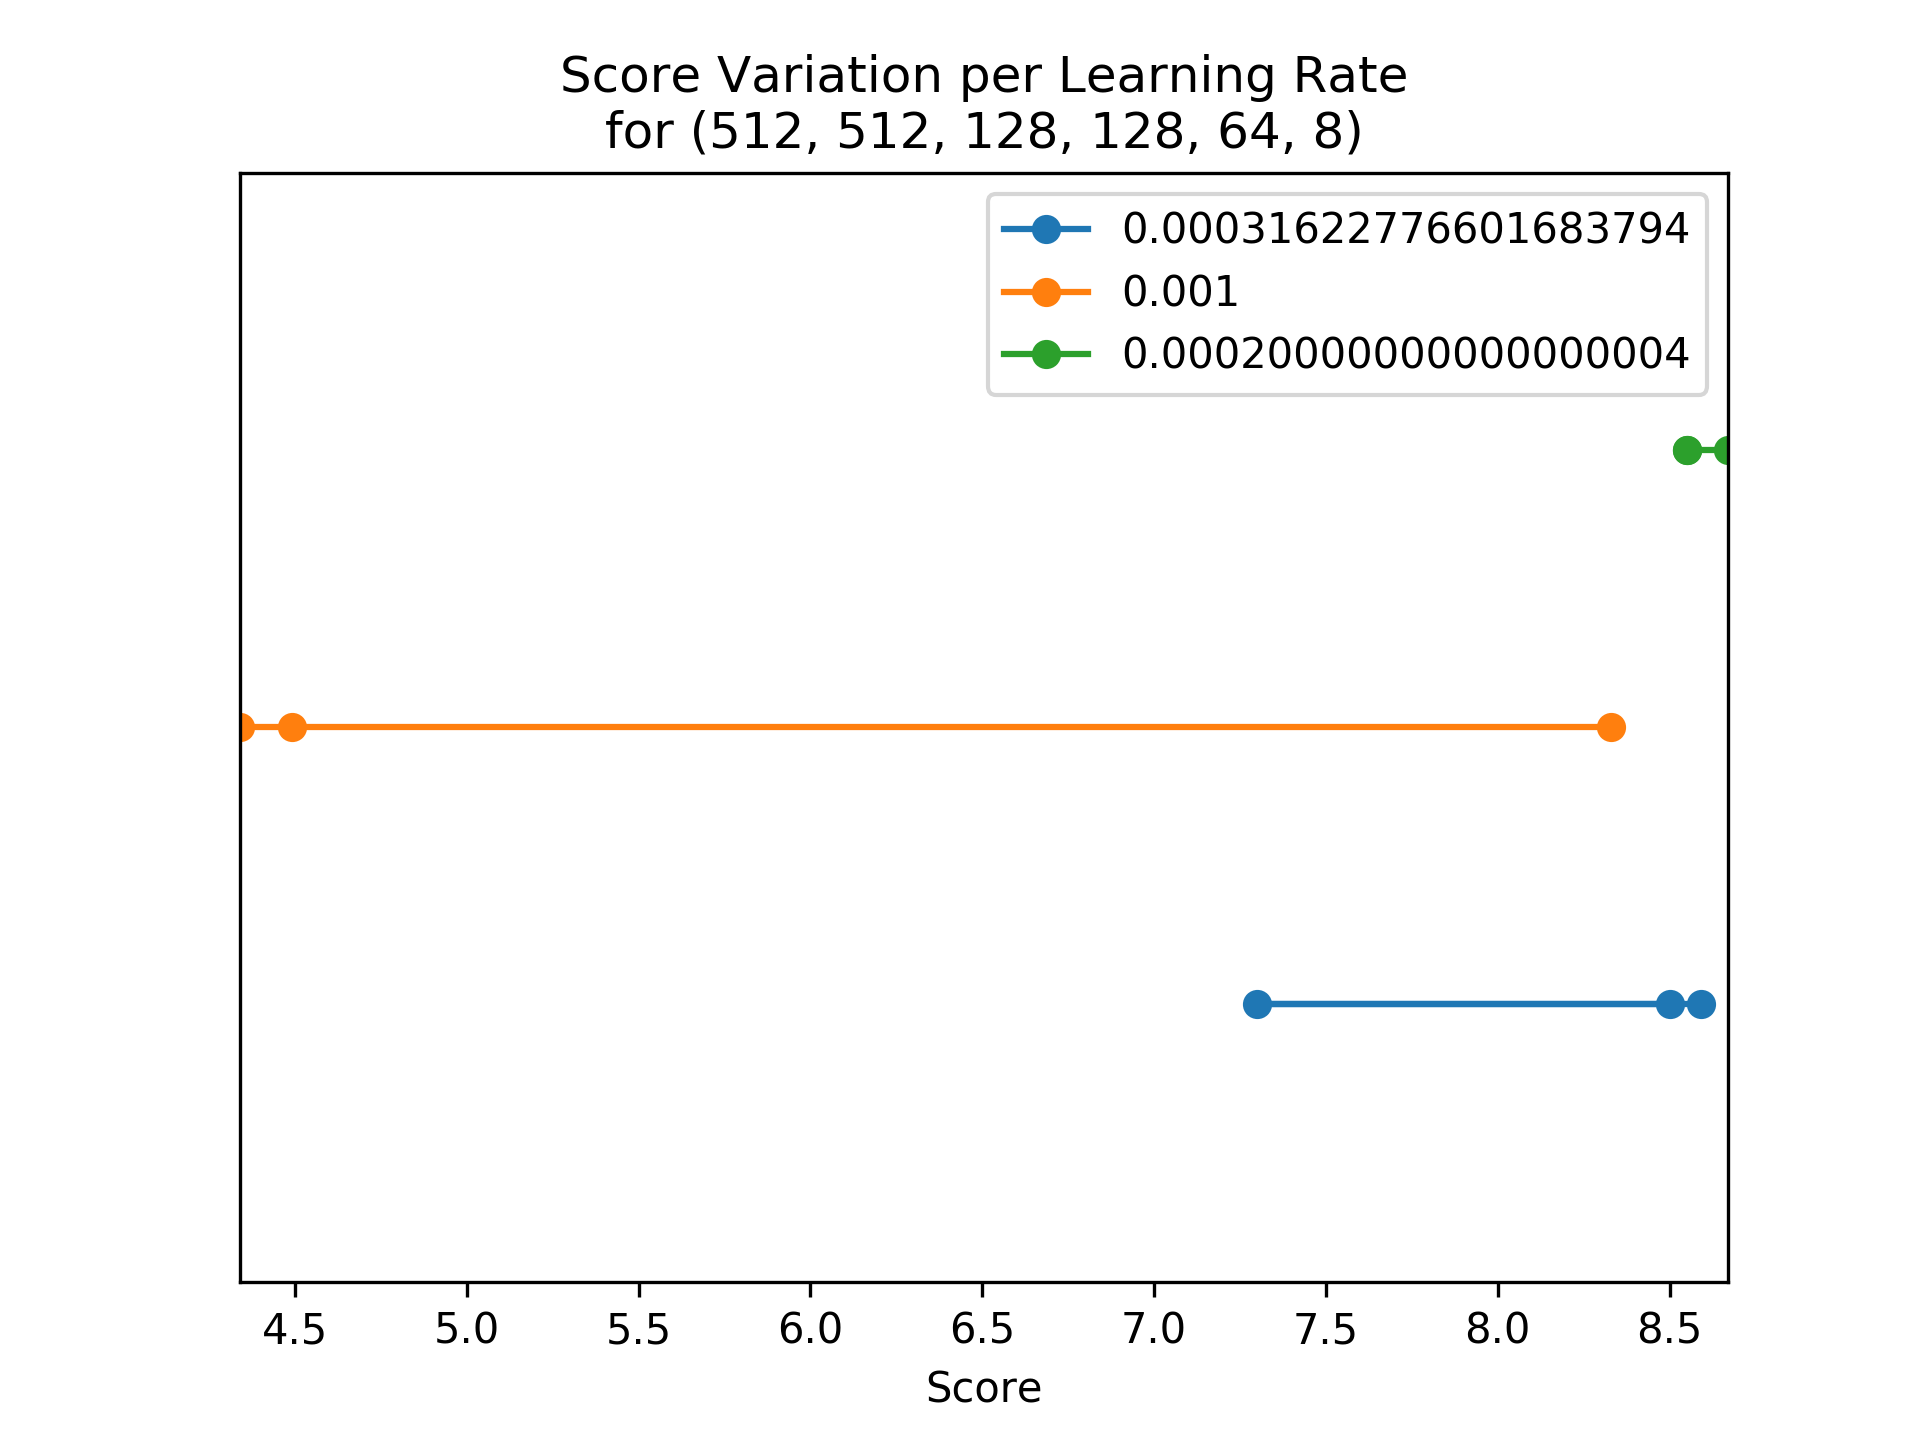 Score Variation per Learning Rate
for (512, 512, 128, 128, 64, 8)
0.00031622776601683794
0.001
0.00020000000000000004
4.5 5.0 5.5 6.0 6.5 7.0 7.5 8.0 8.5
Score